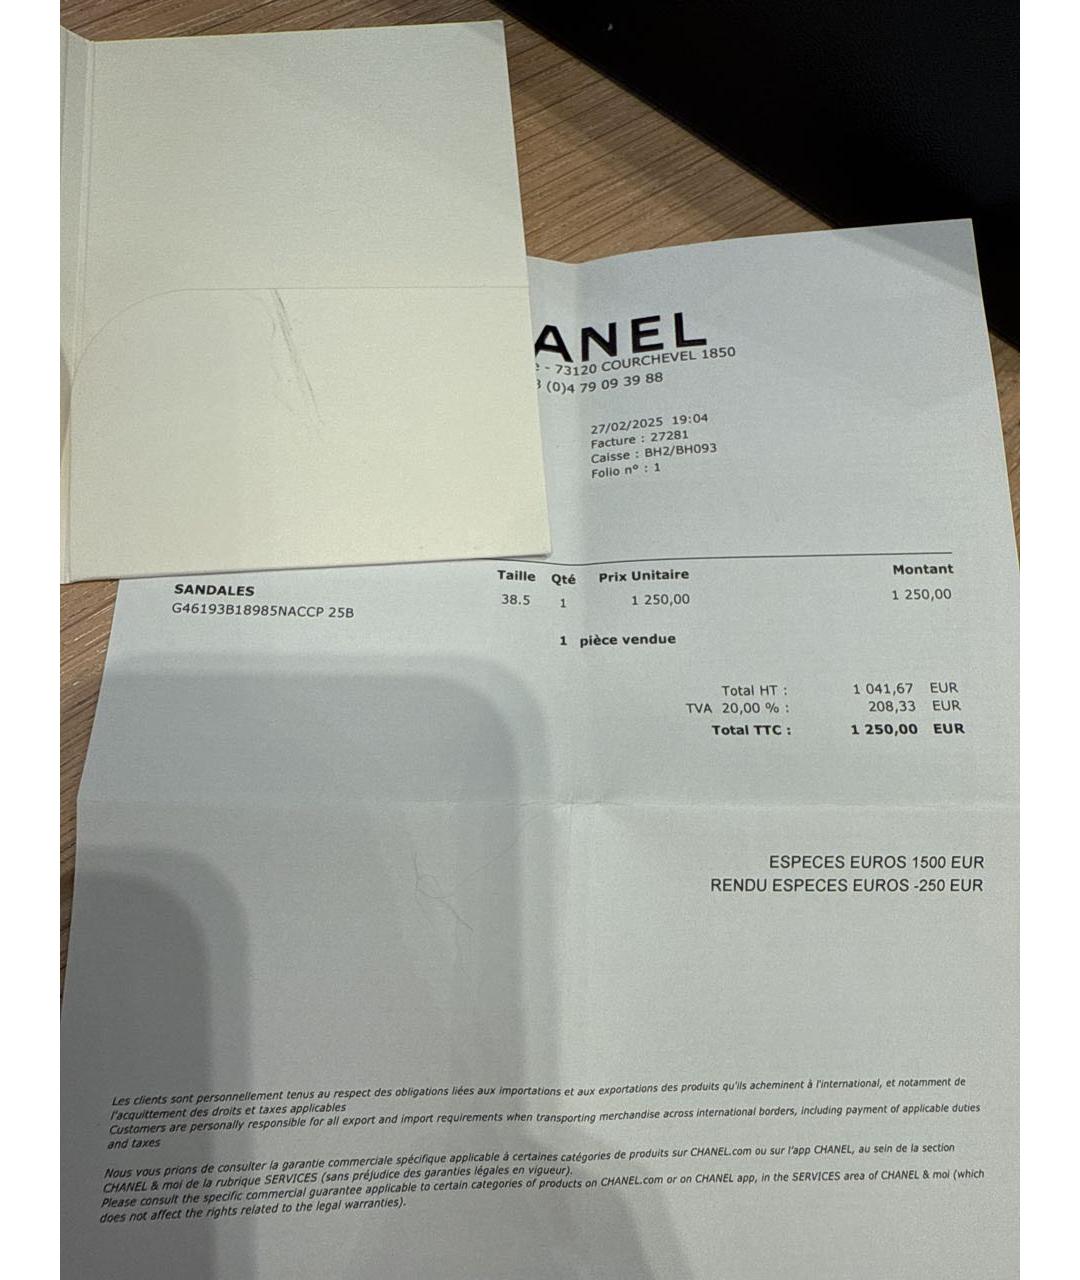 ANEL
- 73120 COURCHEVEL 1850
(0)4 79 09 39 88
27/02/2025 19:04
Facture : 27281
Caisse : BH2/BH093
Folio n° : 1
Taille Qté Prix Unitaire Montant
SANDALES
G46193B18985NACCP 25B 38.5 1 1 250,00 1 250,00
1 pièce vendue
Total HT : 1 041,67 EUR
TVA 20,00 % : 208,33 EUR
Total TTC : 1 250,00 EUR
ESPECES EUROS 1500 EUR
RENDU ESPECES EUROS -250 EUR
Les clients sont personnellement tenus au respect des obligations liées aux importations et aux exportations des produits qu'ils acheminent à l'international, et notamment de
l'acquittement des droits et taxes applicables
Customers are personally responsible for all export and import requirements when transporting merchandise across international borders, including payment of applicable duties
and taxes
Nous vous prions de consulter la garantie commerciale spécifique applicable à certaines catégories de produits sur CHANEL.com ou sur l'app CHANEL, au sein de la section
CHANEL & moi de la rubrique SERVICES (sans préjudice des garanties légales en vigueur).
Please consult the specific commercial guarantee applicable to certain categories of products on CHANEL.com or on CHANEL app, in the SERVICES area of CHANEL & moi (which
does not affect the rights related to the legal warranties).